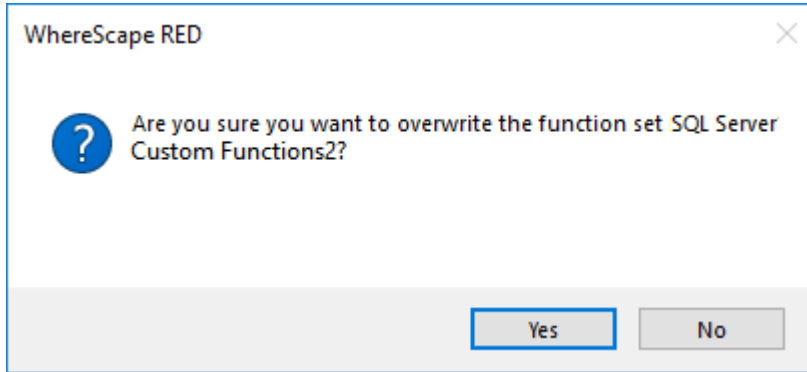 WhereScape RED
?
Are you sure you want to overwrite the function set SQL Server
Custom Functions2?
Yes
No